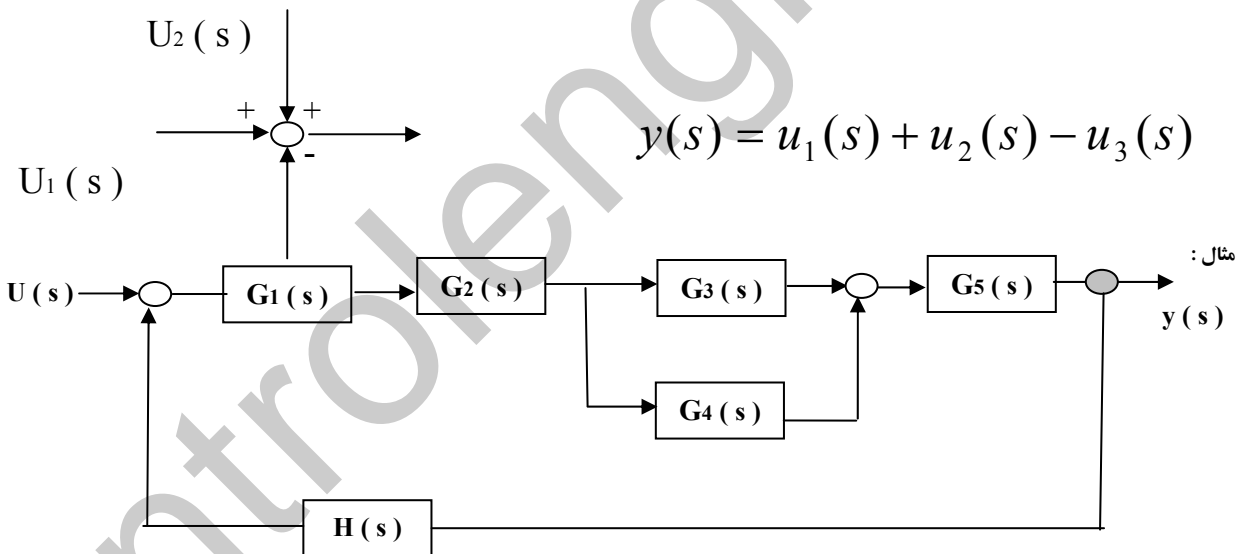 U2 ( s )
+ +
-
y(s) = u₁(s) + u₂(s) − u₃(s)
U1 ( s )
مثال :
U ( s )
G1 ( s )
G2 ( s )
G3 ( s )
G5 ( s )
y ( s )
G4 ( s )
H ( s )